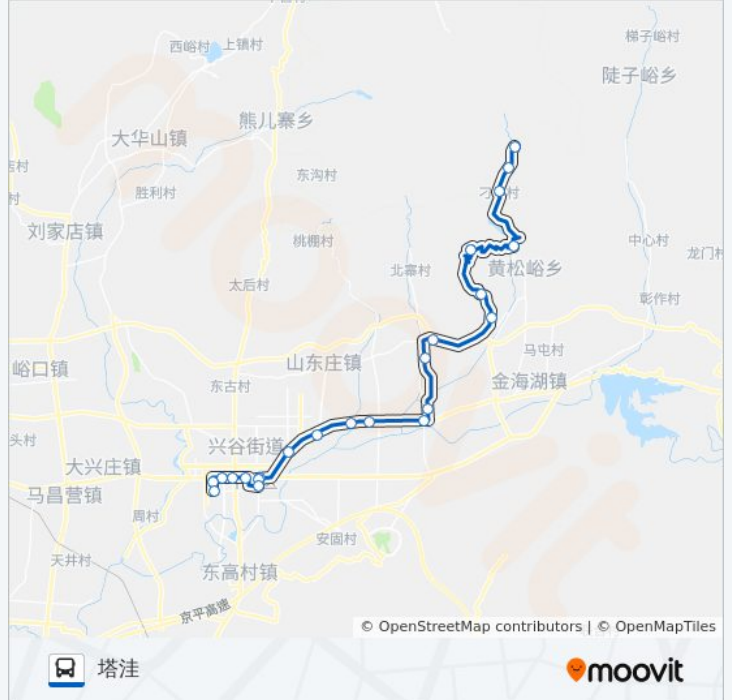 梯子峪村
西峪村
上镇村
陡子峪乡
熊儿寨乡
大华山镇
东沟村
胜利村
村
刘家店镇
桃棚村
中心村
龙门村
北寨村
黄松峪乡
太后村
彰作村
马屯村
山东庄镇
峪口镇
金海湖镇
东古村
兴谷街道
头村
大兴庄镇
马昌营镇
周村
安固村
天井村
东高村镇
京平高速
© OpenStreetMap contributors | © OpenMapTiles
塔洼
moovit